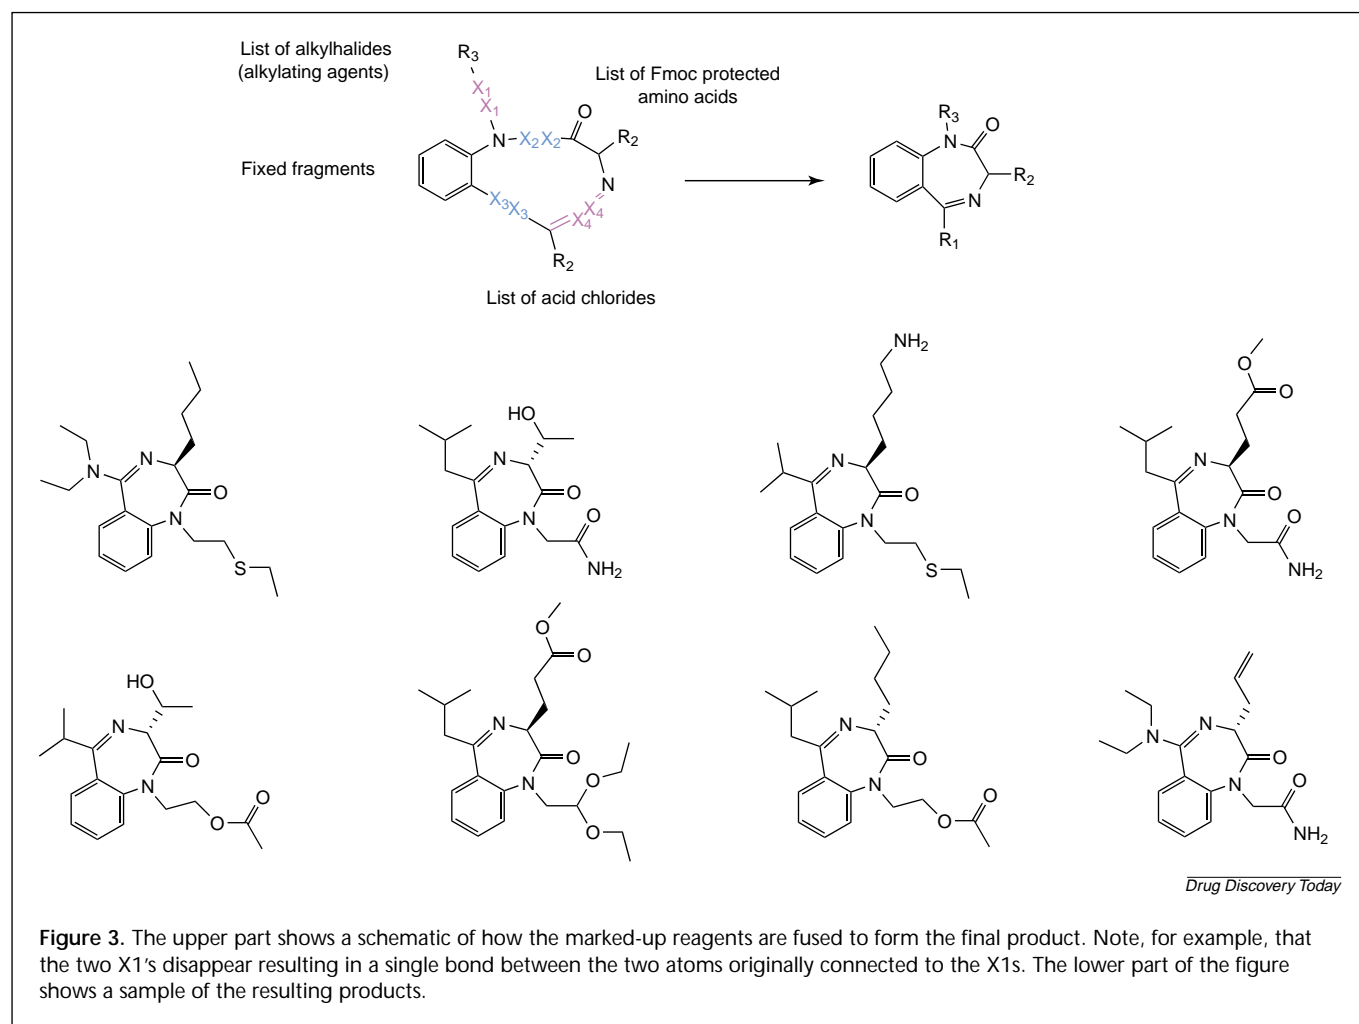 List of alkylhalides
(alkylating agents)
R3
X1
X1
List of Fmoc protected
amino acids
O
N X2 X2 R2
Fixed fragments
N
X3 X3 X4 X4
R2
List of acid chlorides
R3
N O
R2
N
R1
N N O N S
HO N O N O NH2
NH2 N O N S
O O N O N O NH2
HO N O N O O
O O N O N O O
N O N O O
N N O N O NH2
Drug Discovery Today
Figure 3. The upper part shows a schematic of how the marked-up reagents are fused to form the final product. Note, for example, that
the two X1's disappear resulting in a single bond between the two atoms originally connected to the X1s. The lower part of the figure
shows a sample of the resulting products.